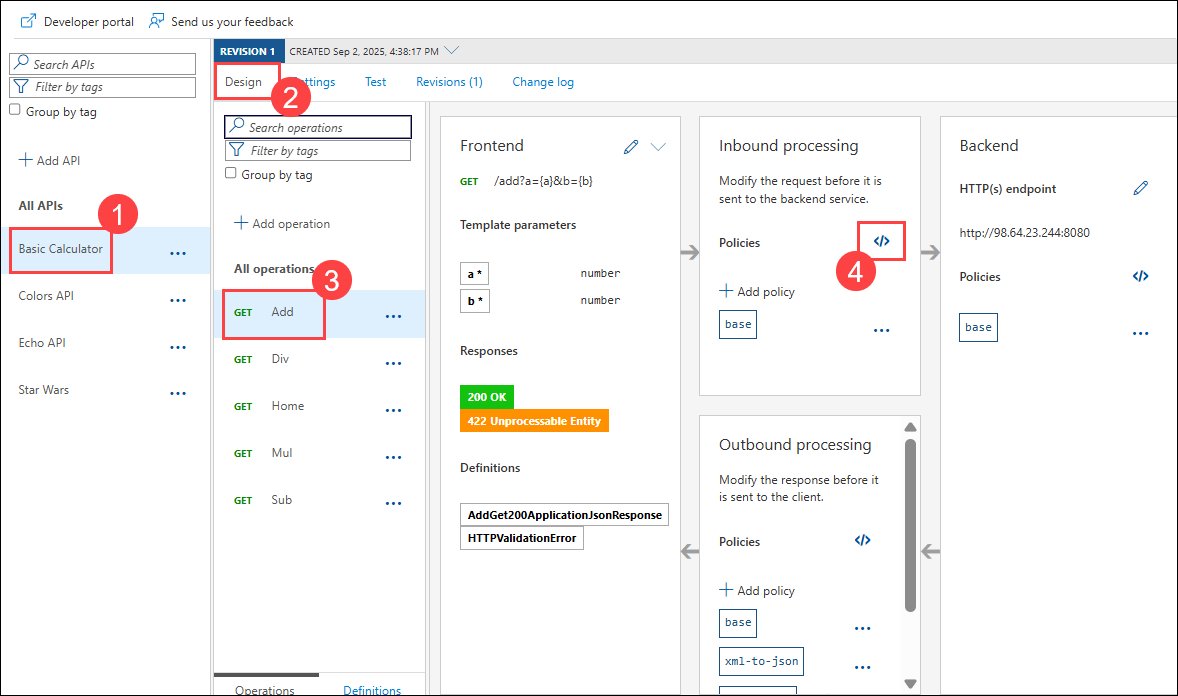 Developer portal
Send us your feedback
Search APIs
Filter by tags
Group by tag
Add API
All APIs
1
Basic Calculator
...
Colors API
...
Echo API
...
Star Wars
...
REVISION 1
CREATED Sep 2, 2025, 4:38:17 PM
Design
2
ttings
Test
Revisions (1)
Change log
Search operations
Filter by tags
Group by tag
Add operation
All operations
3
GET Add
...
GET Div
...
GET Home
...
GET Mul
...
GET Sub
...
Operations
Definitions
Frontend
GET /add?a={a}&b={b}
Template parameters
a * number
b * number
Responses
200 OK
422 Unprocessable Entity
Definitions
AddGet200ApplicationJsonResponse
HTTPValidationError
Inbound processing
Modify the request before it is
sent to the backend service.
Policies </>
4
Add policy
base ...
Outbound processing
Modify the response before it
is sent to the client.
Policies </>
Add policy
base ...
xml-to-json ...
Backend
HTTP(s) endpoint
http://98.64.23.244:8080
Policies </>
base ...